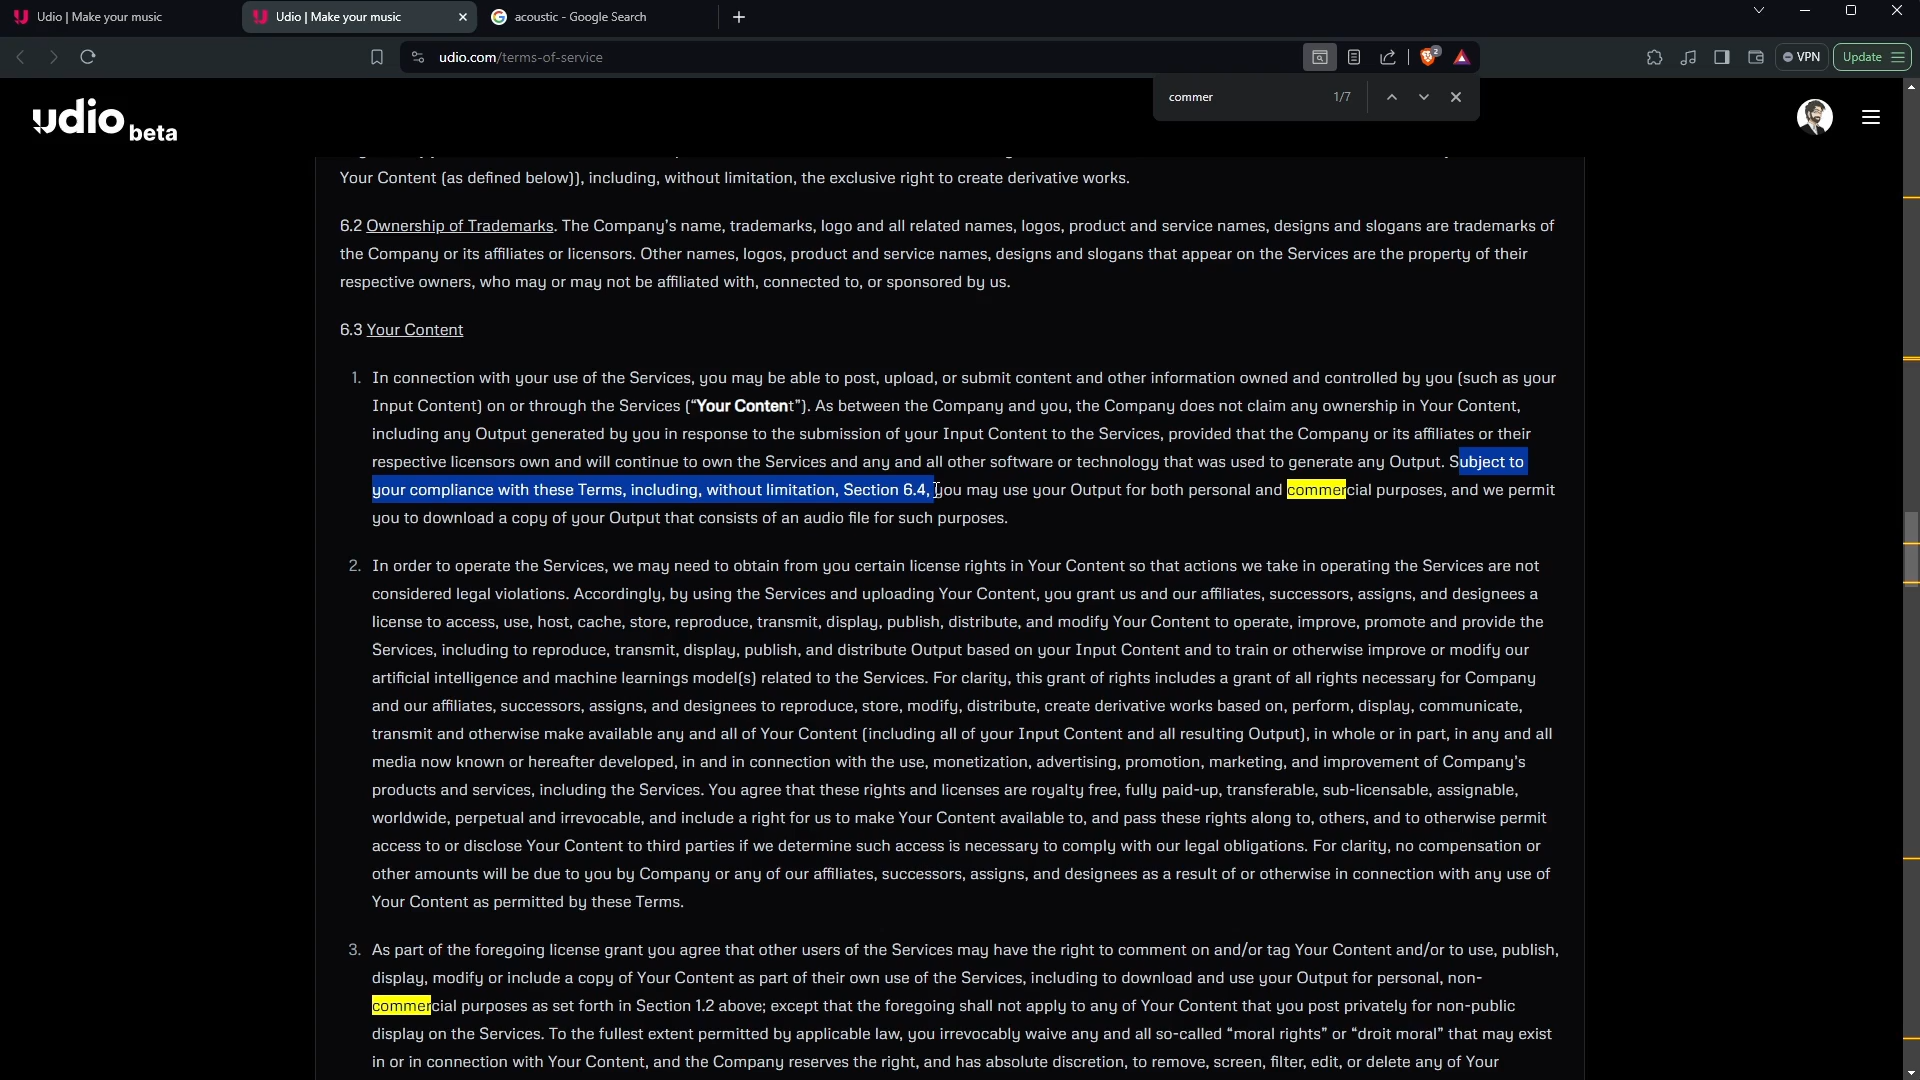 Udio | Make your music
Udio | Make your music
acoustic - Google Search
udio.com/terms-of-service
2
VPN
Update
commer
1/7
udio beta
Your Content (as defined below)), including, without limitation, the exclusive right to create derivative works.
6.2 Ownership of Trademarks. The Company's name, trademarks, logo and all related names, logos, product and service names, designs and slogans are trademarks of
the Company or its affiliates or licensors. Other names, logos, product and service names, designs and slogans that appear on the Services are the property of their
respective owners, who may or may not be affiliated with, connected to, or sponsored by us.
6.3 Your Content
1. In connection with your use of the Services, you may be able to post, upload, or submit content and other information owned and controlled by you (such as your
Input Content) on or through the Services (“Your Content”). As between the Company and you, the Company does not claim any ownership in Your Content,
including any Output generated by you in response to the submission of your Input Content to the Services, provided that the Company or its affiliates or their
respective licensors own and will continue to own the Services and any and all other software or technology that was used to generate any Output. Subject to
your compliance with these Terms, including, without limitation, Section 6.4, you may use your Output for both personal and commercial purposes, and we permit
you to download a copy of your Output that consists of an audio file for such purposes.
2. In order to operate the Services, we may need to obtain from you certain license rights in Your Content so that actions we take in operating the Services are not
considered legal violations. Accordingly, by using the Services and uploading Your Content, you grant us and our affiliates, successors, assigns, and designees a
license to access, use, host, cache, store, reproduce, transmit, display, publish, distribute, and modify Your Content to operate, improve, promote and provide the
Services, including to reproduce, transmit, display, publish, and distribute Output based on your Input Content and to train or otherwise improve or modify our
artificial intelligence and machine learnings model(s) related to the Services. For clarity, this grant of rights includes a grant of all rights necessary for Company
and our affiliates, successors, assigns, and designees to reproduce, store, modify, distribute, create derivative works based on, perform, display, communicate,
transmit and otherwise make available any and all of Your Content (including all of your Input Content and all resulting Output), in whole or in part, in any and all
media now known or hereafter developed, in and in connection with the use, monetization, advertising, promotion, marketing, and improvement of Company's
products and services, including the Services. You agree that these rights and licenses are royalty free, fully paid-up, transferable, sub-licensable, assignable,
worldwide, perpetual and irrevocable, and include a right for us to make Your Content available to, and pass these rights along to, others, and to otherwise permit
access to or disclose Your Content to third parties if we determine such access is necessary to comply with our legal obligations. For clarity, no compensation or
other amounts will be due to you by Company or any of our affiliates, successors, assigns, and designees as a result of or otherwise in connection with any use of
Your Content as permitted by these Terms.
3. As part of the foregoing license grant you agree that other users of the Services may have the right to comment on and/or tag Your Content and/or to use, publish,
display, modify or include a copy of Your Content as part of their own use of the Services, including to download and use your Output for personal, non-
commercial purposes as set forth in Section 1.2 above; except that the foregoing shall not apply to any of Your Content that you post privately for non-public
display on the Services. To the fullest extent permitted by applicable law, you irrevocably waive any and all so-called “moral rights” or “droit moral” that may exist
in or in connection with Your Content, and the Company reserves the right, and has absolute discretion, to remove, screen, filter, edit, or delete any of Your